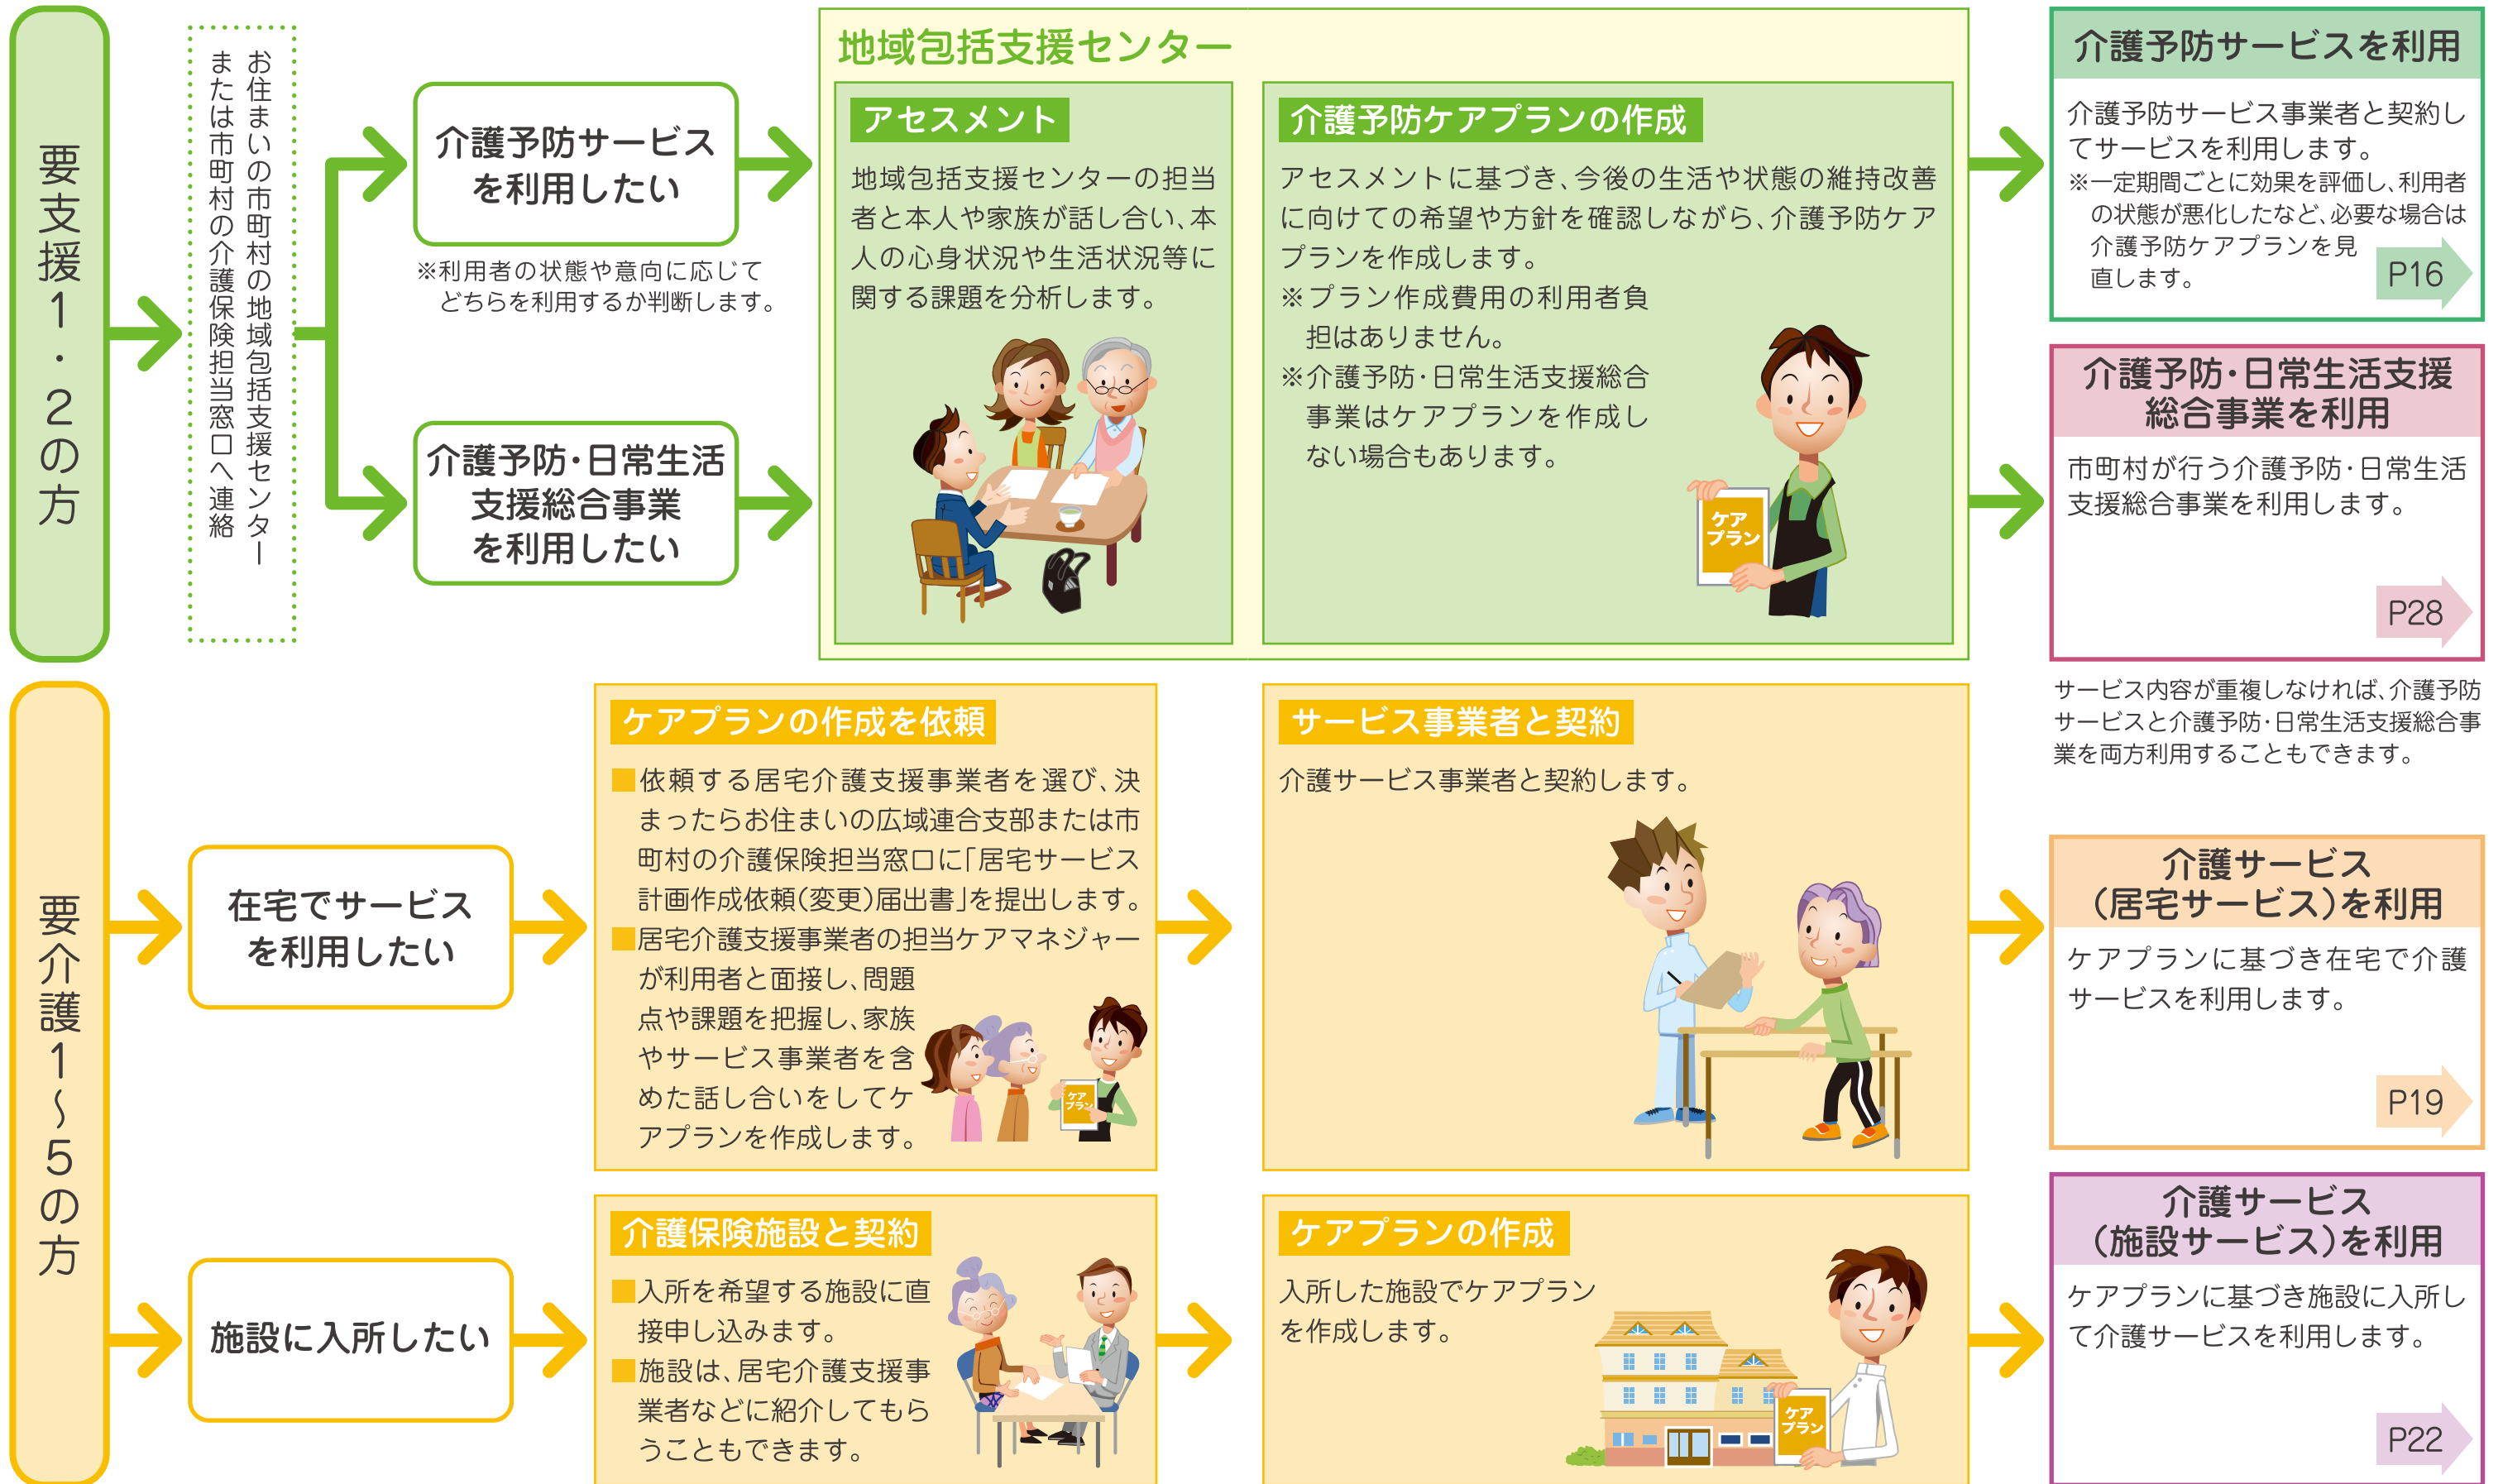 要支援1・2の方
お住まいの市町村の地域包括支援センター
または市町村の介護保険担当窓口へ連絡
介護予防サービス
を利用したい
※利用者の状態や意向に応じて
どちらを利用するか判断します。
介護予防・日常生活
支援総合事業
を利用したい
地域包括支援センター
アセスメント
地域包括支援センターの担当
者と本人や家族が話し合い、本
人の心身状況や生活状況等に
関する課題を分析します。
介護予防ケアプランの作成
アセスメントに基づき、今後の生活や状態の維持改善
に向けての希望や方針を確認しながら、介護予防ケア
プランを作成します。
※プラン作成費用の利用者負
担はありません。
※介護予防・日常生活支援総合
事業はケアプランを作成し
ない場合もあります。
ケア
プラン
介護予防サービスを利用
介護予防サービス事業者と契約し
てサービスを利用します。
※一定期間ごとに効果を評価し、利用者
の状態が悪化したなど、必要な場合は
介護予防ケアプランを見
直します。
P16
介護予防・日常生活支援
総合事業を利用
市町村が行う介護予防・日常生活
支援総合事業を利用します。
P28
サービス内容が重複しなければ、介護予防
サービスと介護予防・日常生活支援総合事
業を両方利用することもできます。
要介護1～5の方
在宅でサービス
を利用したい
ケアプランの作成を依頼
■依頼する居宅介護支援事業者を選び、決
まったらお住まいの広域連合支部または市
町村の介護保険担当窓口に「居宅サービス
計画作成依頼(変更)届出書」を提出します。
■居宅介護支援事業者の担当ケアマネジャー
が利用者と面接し、問題
点や課題を把握し、家族
やサービス事業者を含
めた話し合いをしてケ
アプランを作成します。
ケア
プラン
サービス事業者と契約
介護サービス事業者と契約します。
介護サービス
(居宅サービス)を利用
ケアプランに基づき在宅で介護
サービスを利用します。
P19
施設に入所したい
介護保険施設と契約
■入所を希望する施設に直
接申し込みます。
■施設は、居宅介護支援事
業者などに紹介してもら
うこともできます。
ケアプランの作成
入所した施設でケアプラン
を作成します。
ケア
プラン
介護サービス
(施設サービス)を利用
ケアプランに基づき施設に入所し
て介護サービスを利用します。
P22